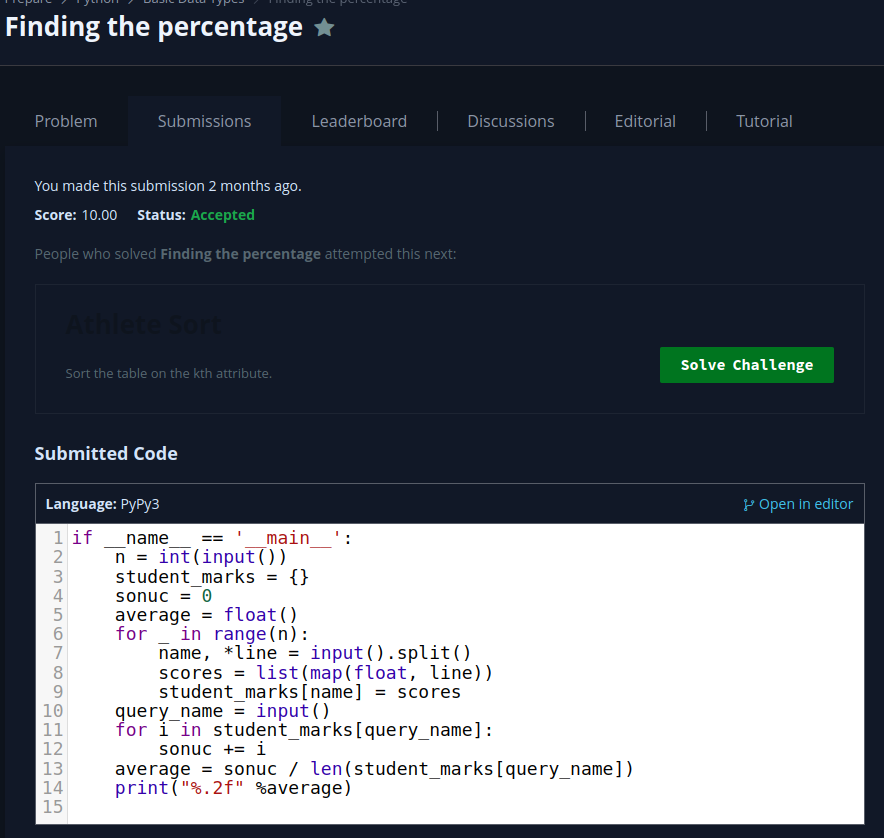 Prepare > Python > Basic Data Types > Finding the percentage
Finding the percentage
Problem Submissions Leaderboard Discussions Editorial Tutorial
You made this submission 2 months ago.
Score: 10.00 Status: Accepted
People who solved Finding the percentage attempted this next:
Athlete Sort
Sort the table on the kth attribute.
Solve Challenge
Submitted Code
Language: PyPy3 Open in editor
1 if __name__ == '__main__':
2     n = int(input())
3     student_marks = {}
4     sonuc = 0
5     average = float()
6     for _ in range(n):
7         name, *line = input().split()
8         scores = list(map(float, line))
9         student_marks[name] = scores
10     query_name = input()
11     for i in student_marks[query_name]:
12         sonuc += i
13     average = sonuc / len(student_marks[query_name])
14     print("%.2f" %average)
15